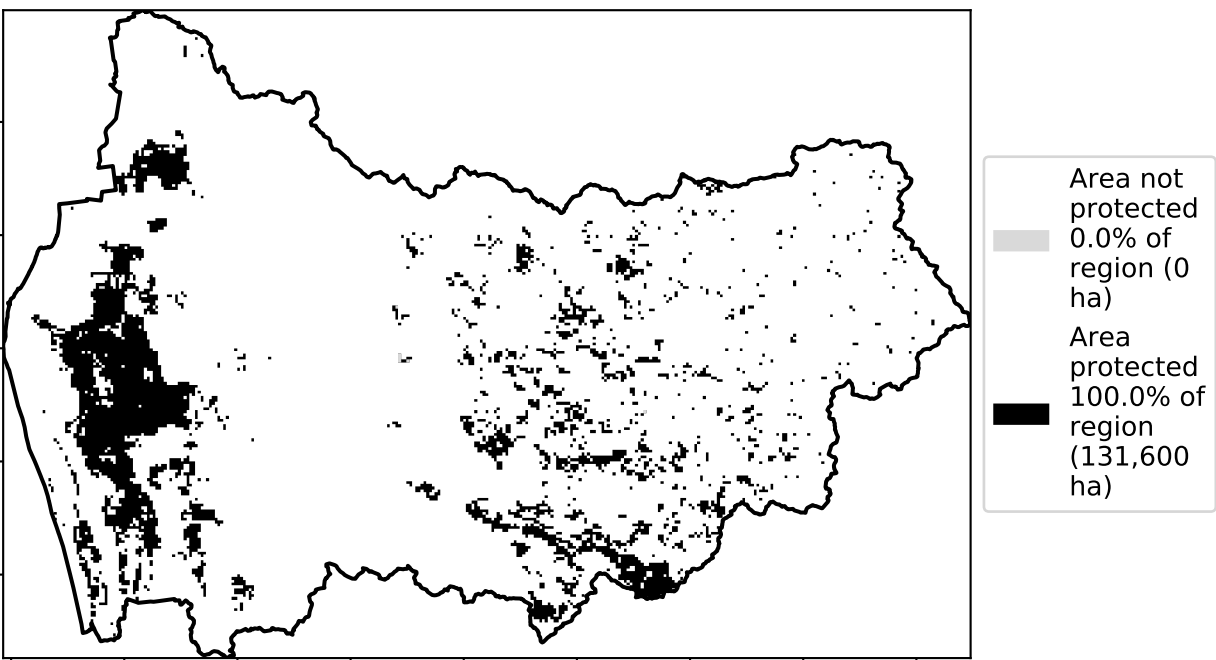 Area not
protected
0.0% of
region (0
ha)
Area
protected
100.0% of
region
(131,600
ha)